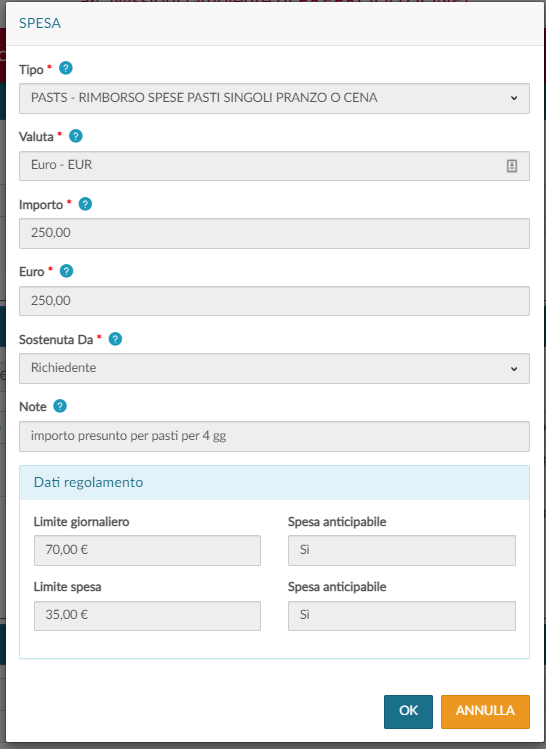 SPESA
Tipo * ?
PASTS - RIMBORSO SPESE PASTI SINGOLI PRANZO O CENA
Valuta * ?
Euro - EUR
Importo * ?
250,00
Euro * ?
250,00
Sostenuta Da * ?
Richiedente
Note ?
importo presunto per pasti per 4 gg
Dati regolamento
Limite giornaliero Spesa anticipabile
70,00 € Sì
Limite spesa Spesa anticipabile
35,00 € Sì
OK ANNULLA